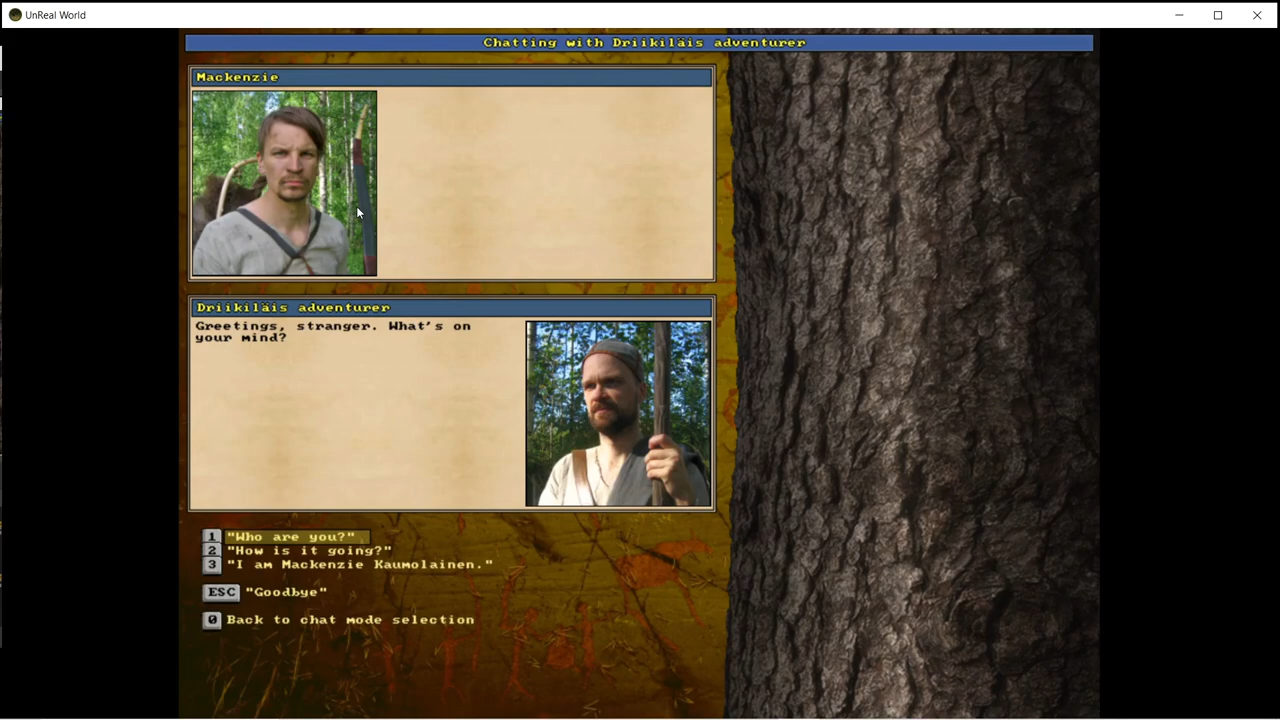 UnReal World
Chatting with Driikiläis adventurer
Mackenzie
Driikiläis adventurer
Greetings, stranger. What's on
your mind?
1 "Who are you?"
2 "How is it going?"
3 "I am Mackenzie Kaumolainen."
ESC "Goodbye"
0 Back to chat mode selection